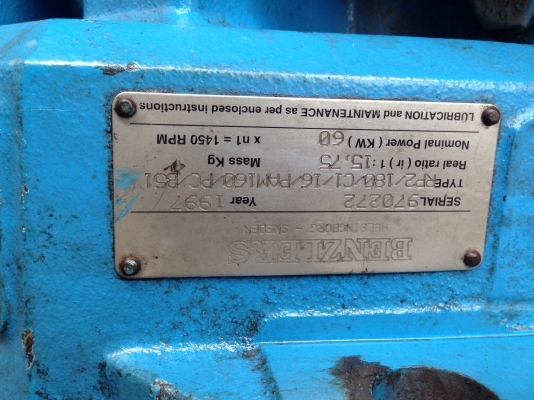 BENZLERS
HELSINGBORG - SWEDEN
SERIAL 970272 Year 1997
TYPE RP2/180/C1/16-PAM160/PC/B51
Real ratio (ir) 1 : 15,75 Mass Kg
Nominal Power (KW) 60 x n1 = 1450 RPM
LUBRICATION and MAINTENANCE as per enclosed instructions